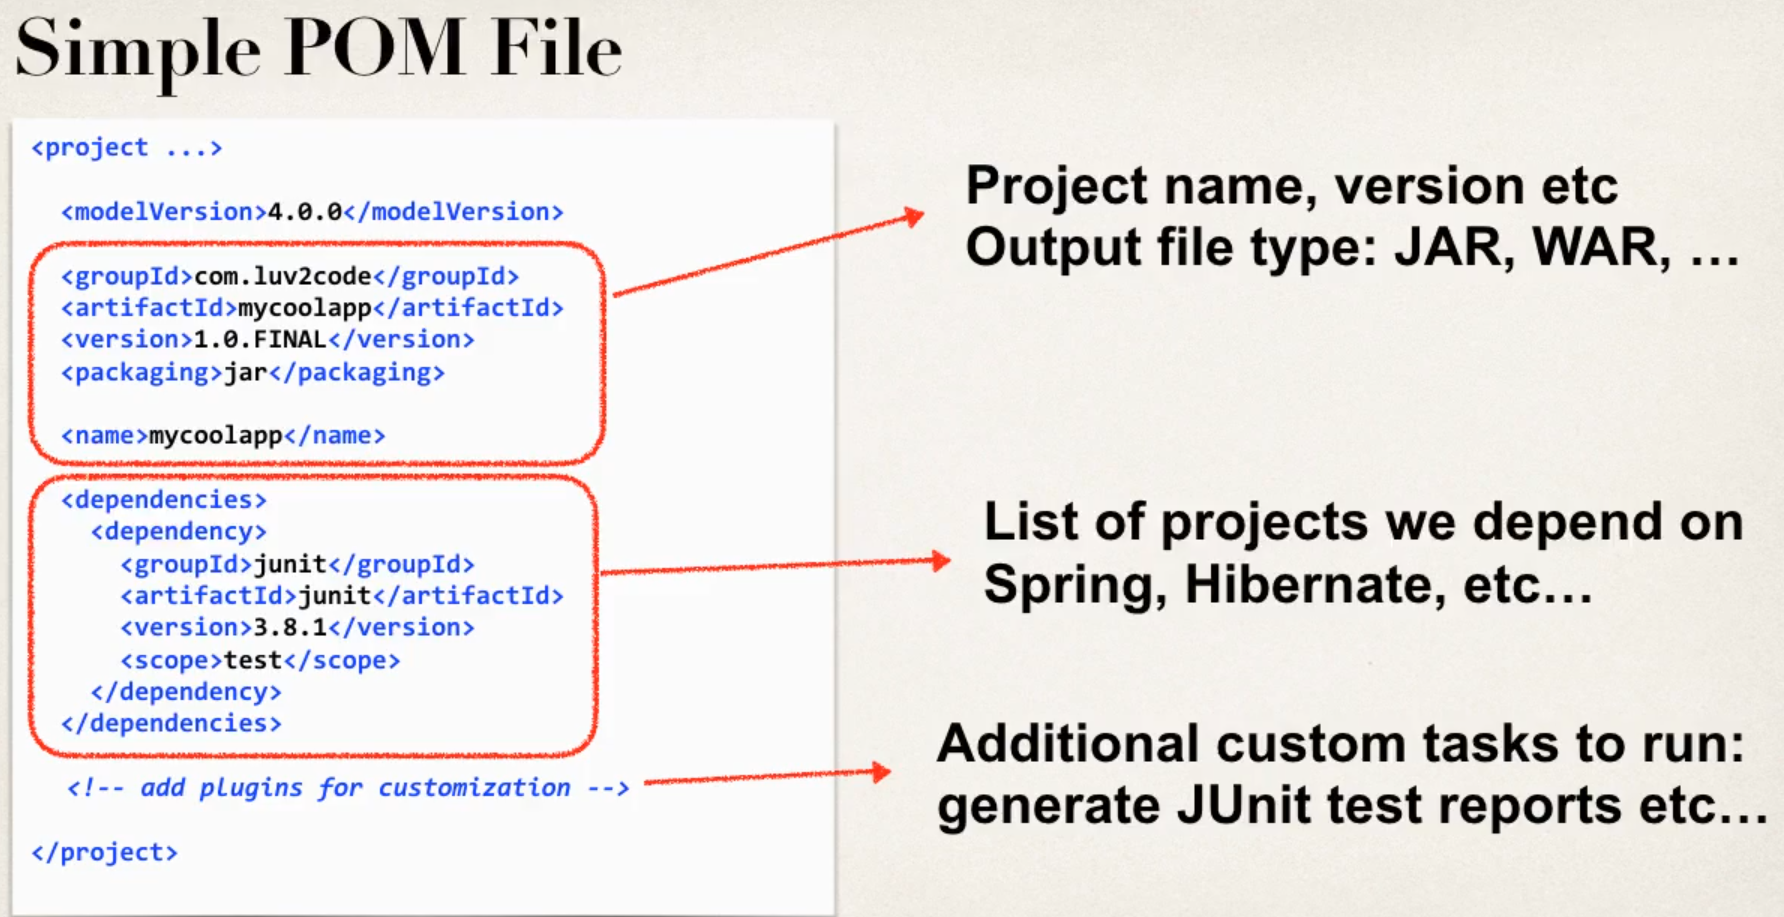 Simple POM File
<project ...>
<modelVersion>4.0.0</modelVersion>
<groupId>com.luv2code</groupId>
<artifactId>mycoolapp</artifactId>
<version>1.0.FINAL</version>
<packaging>jar</packaging>
<name>mycoolapp</name>
<dependencies>
<dependency>
<groupId>junit</groupId>
<artifactId>junit</artifactId>
<version>3.8.1</version>
<scope>test</scope>
</dependency>
</dependencies>
<!-- add plugins for customization -->
</project>
Project name, version etc
Output file type: JAR, WAR, …
List of projects we depend on
Spring, Hibernate, etc…
Additional custom tasks to run:
generate JUnit test reports etc…